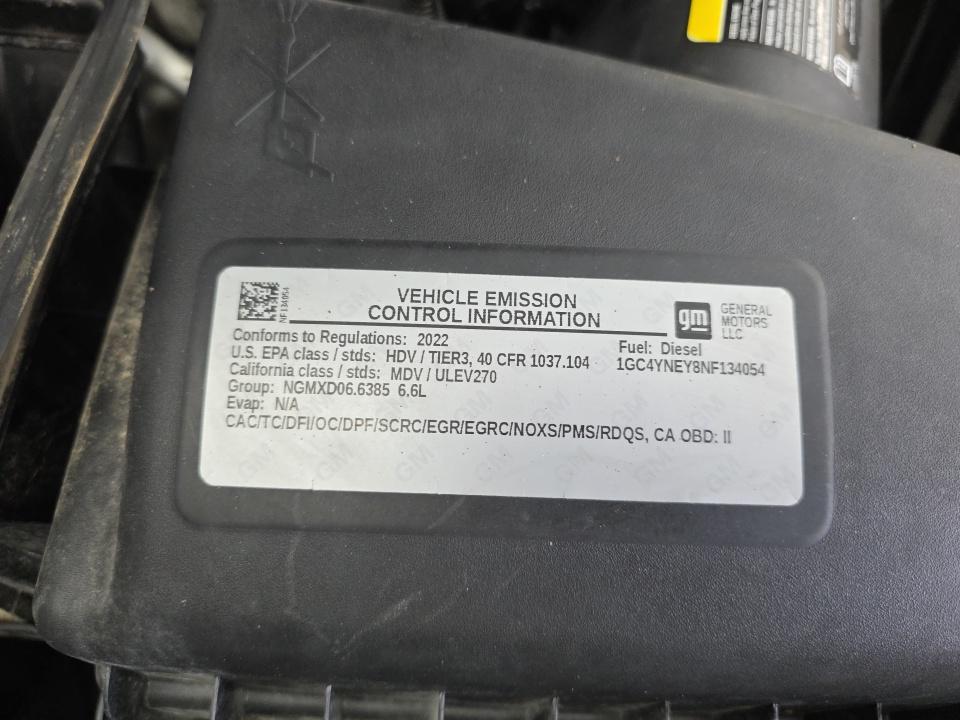 NF134054
VEHICLE EMISSION
CONTROL INFORMATION
gm
GENERAL
MOTORS
LLC
Conforms to Regulations: 2022
Fuel: Diesel
U.S. EPA class / stds: HDV / TIER3, 40 CFR 1037.104
1GC4YNEY8NF134054
California class / stds: MDV / ULEV270
Group: NGMXD06.6385 6.6L
Evap: N/A
CAC/TC/DFI/OC/DPF/SCRC/EGR/EGRC/NOXS/PMS/RDQS, CA OBD: II